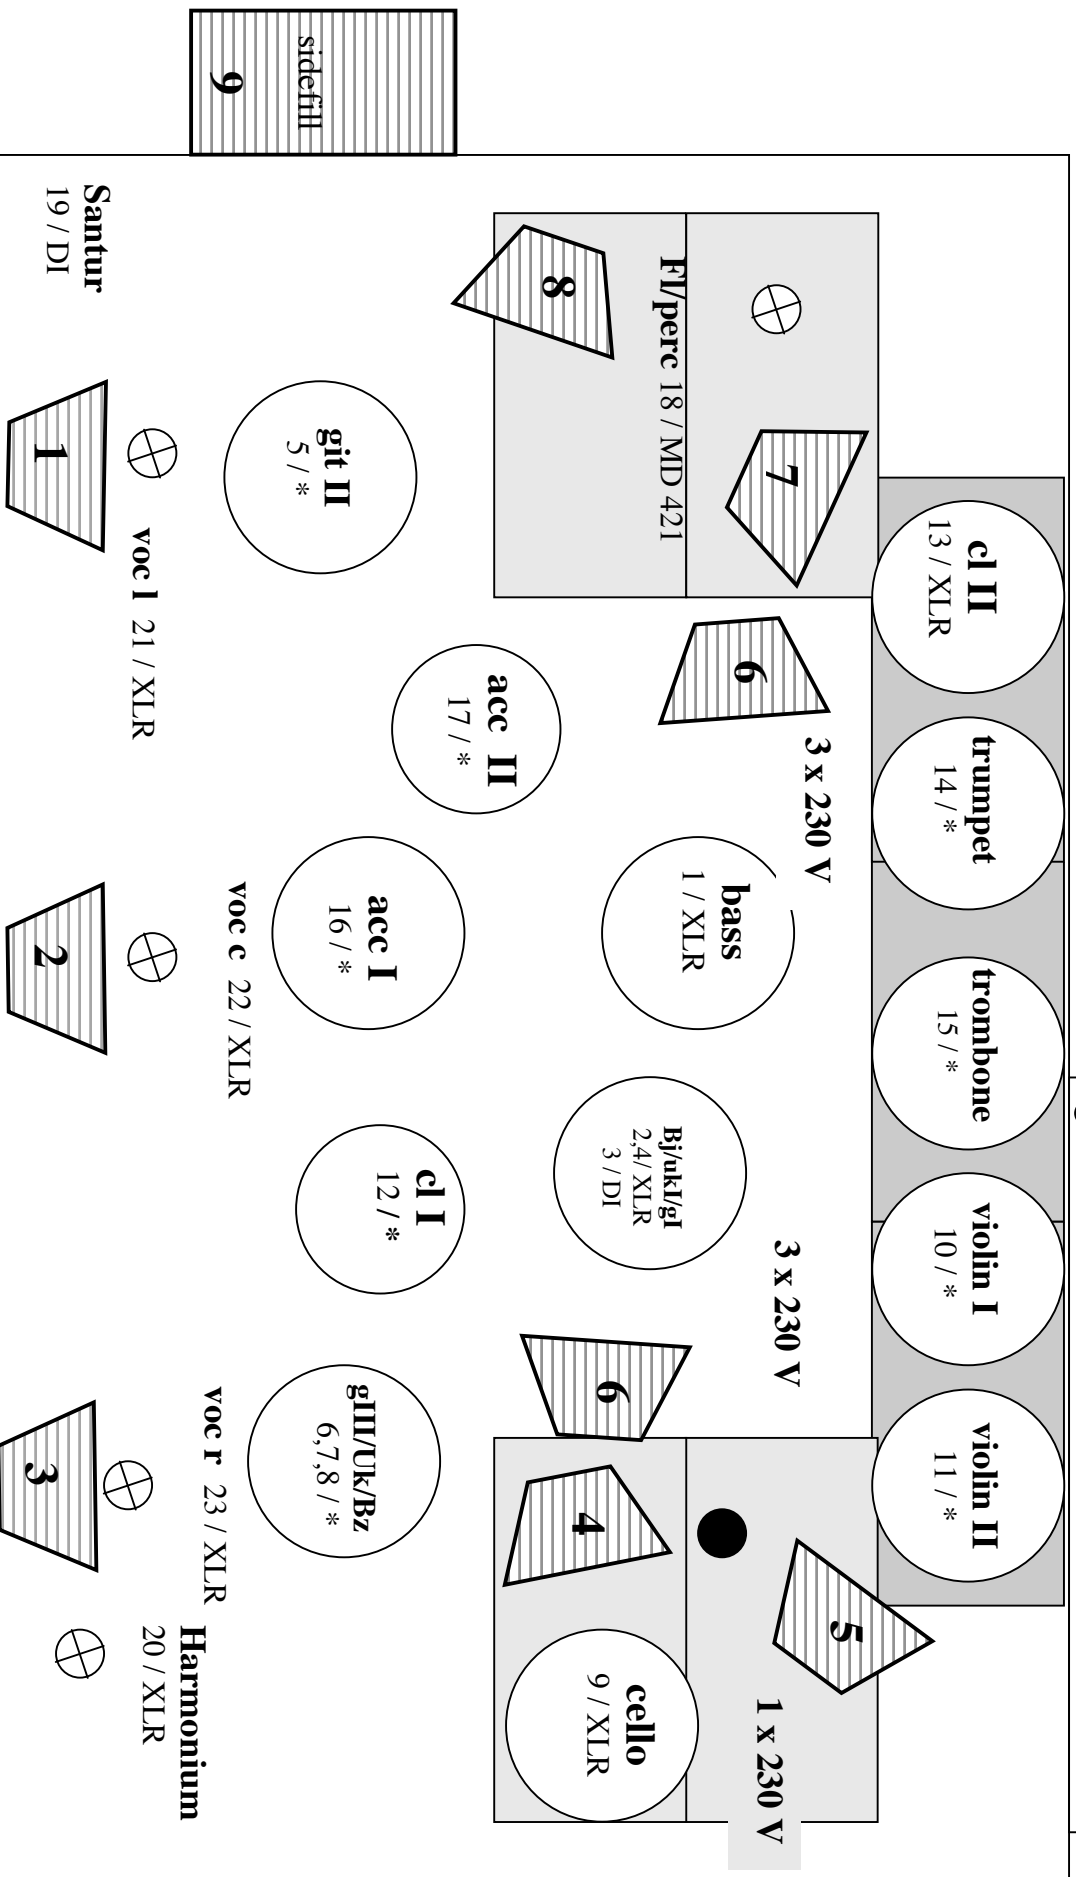 cl II
13 / XLR
trumpet
14 / *
trombone
15 / *
violin I
10 / *
violin II
11 / *
3 x 230 V
3 x 230 V
1 x 230 V
7
5
Fl/perc 18 / MD 421
6
bass
1 / XLR
Bj/ukI/gI
2,4/ XLR
3 / DI
6
4
cello
9 / XLR
8
acc II
17 / *
sidefill
9
git II
5 / *
acc I
16 / *
cl I
12 / *
gIII/Uk/Bz
6,7,8 / *
voc l 21 / XLR
voc c 22 / XLR
voc r 23 / XLR
Harmonium
20 / XLR
Santur
19 / DI
1
2
3